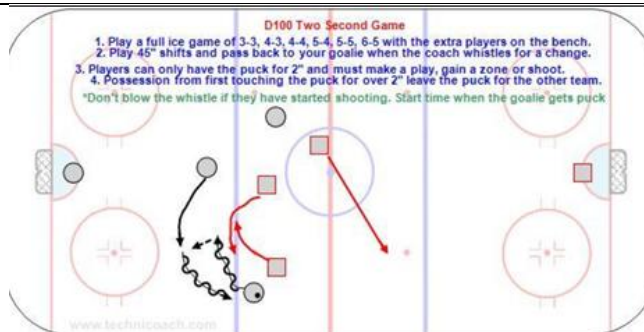 D100 Two Second Game
1. Play a full ice game of 3-3, 4-3, 4-4, 5-4, 5-5, 6-5 with the extra players on the bench.
2. Play 45" shifts and pass back to your goalie when the coach whistles for a change.
3. Players can only have the puck for 2" and must make a play, gain a zone or shoot.
4. Possession from first touching the puck for over 2" leave the puck for the other team.
*Don't blow the whistle if they have started shooting. Start time when the goalie gets puck
www.technicoach.com